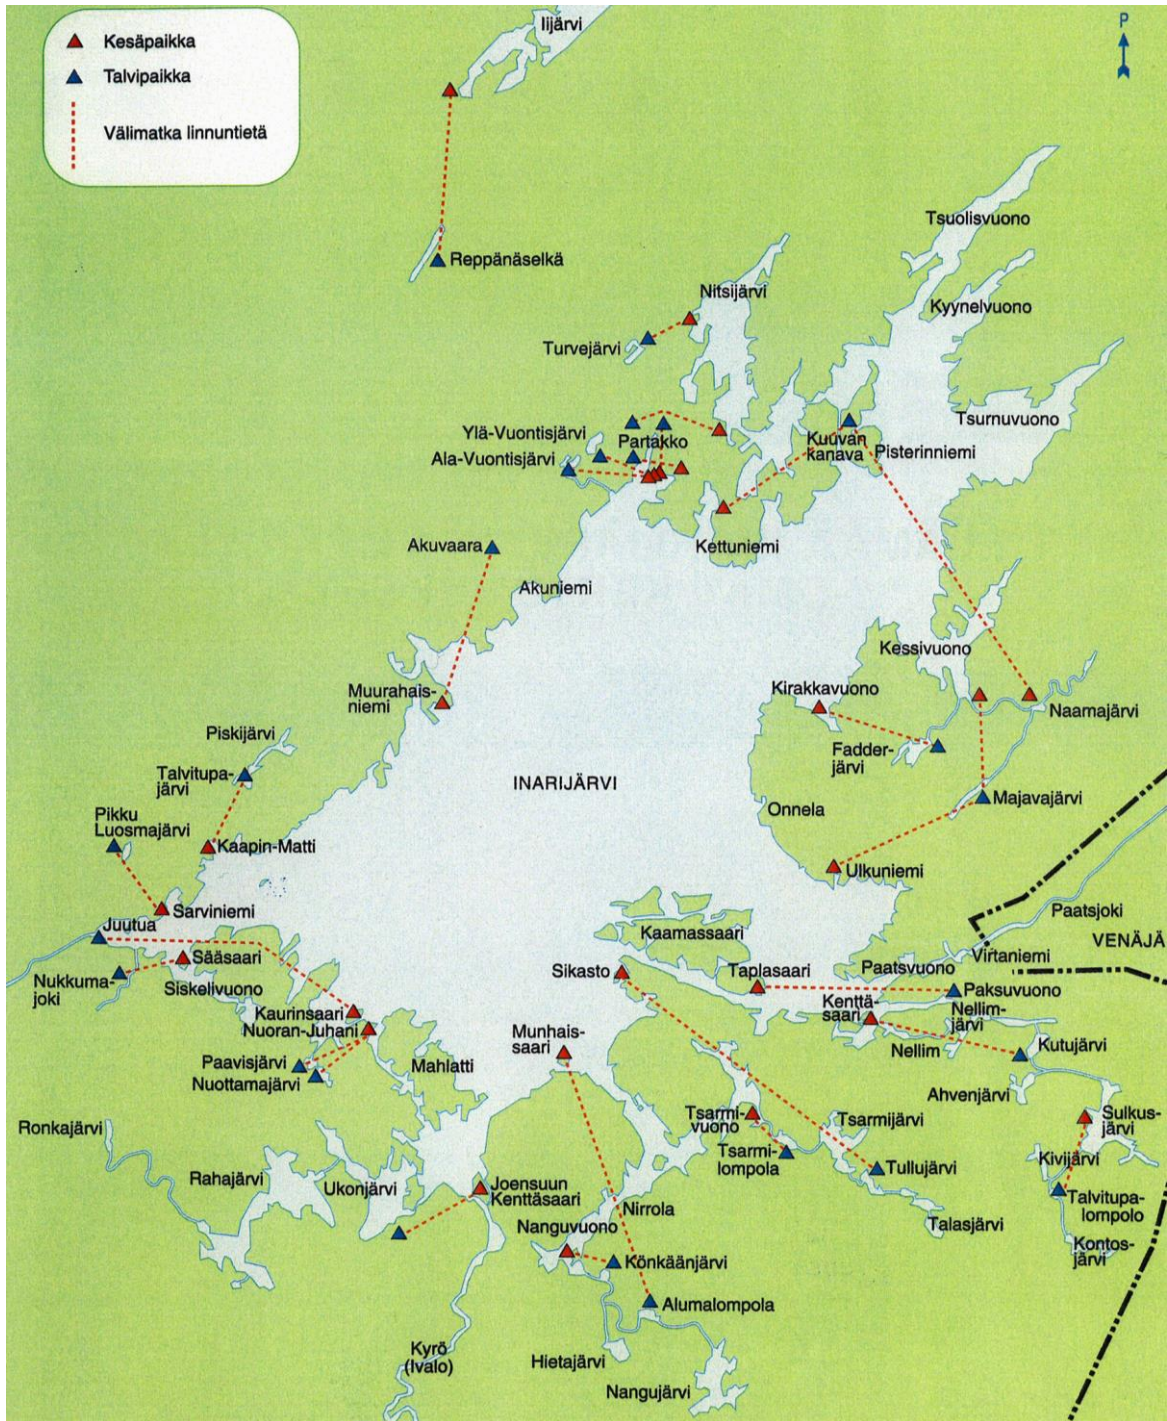 Kesäpaikka
Talvipaikka
Välimatka linnuntietä
Iijärvi
P
Reppänäselkä
Tsuolisvuono
Nitsijärvi
Kyynelvuono
Turvejärvi
Tsurnuvuono
Ylä-Vuontisjärvi
Partakko
Kuuvan
kanava
Pisterinniemi
Ala-Vuontisjärvi
Kettuniemi
Akuvaara
Akuniemi
Kessivuono
Muurahais-
niemi
Kirakkavuono
Naamajärvi
Piskijärvi
Fadder-
järvi
Talvitupa-
järvi
INARIJÄRVI
Majavajärvi
Onnela
Pikku
Luosmajärvi
Kaapin-Matti
Ulkuniemi
Sarviniemi
Juutua
Kaamassaari
Paatsjoki
VENÄJÄ
Virtaniemi
Sääsaari
Nukkuma-
joki
Siskelivuono
Sikasto
Taplasaari
Paatsvuono
Paksuvuono
Kaurinsaari
Nuoran-Juhani
Kenttä-
saari
Nellim-
järvi
Munhais-
saari
Nellim
Kutujärvi
Paavisjärvi
Nuottamajärvi
Mahlatti
Ahvenjärvi
Ronkajärvi
Tsarmi-
vuono
Tsarmijärvi
Sulkus-
järvi
Tsarmi-
lompola
Kivijärvi
Rahajärvi
Ukonjärvi
Joensuun
Kenttäsaari
Tullujärvi
Talvitupa-
lompolo
Nirrola
Nanguvuono
Talasjärvi
Kontos-
järvi
Könkäänjärvi
Alumalompola
Kyrö
(Ivalo)
Hietajärvi
Nangujärvi